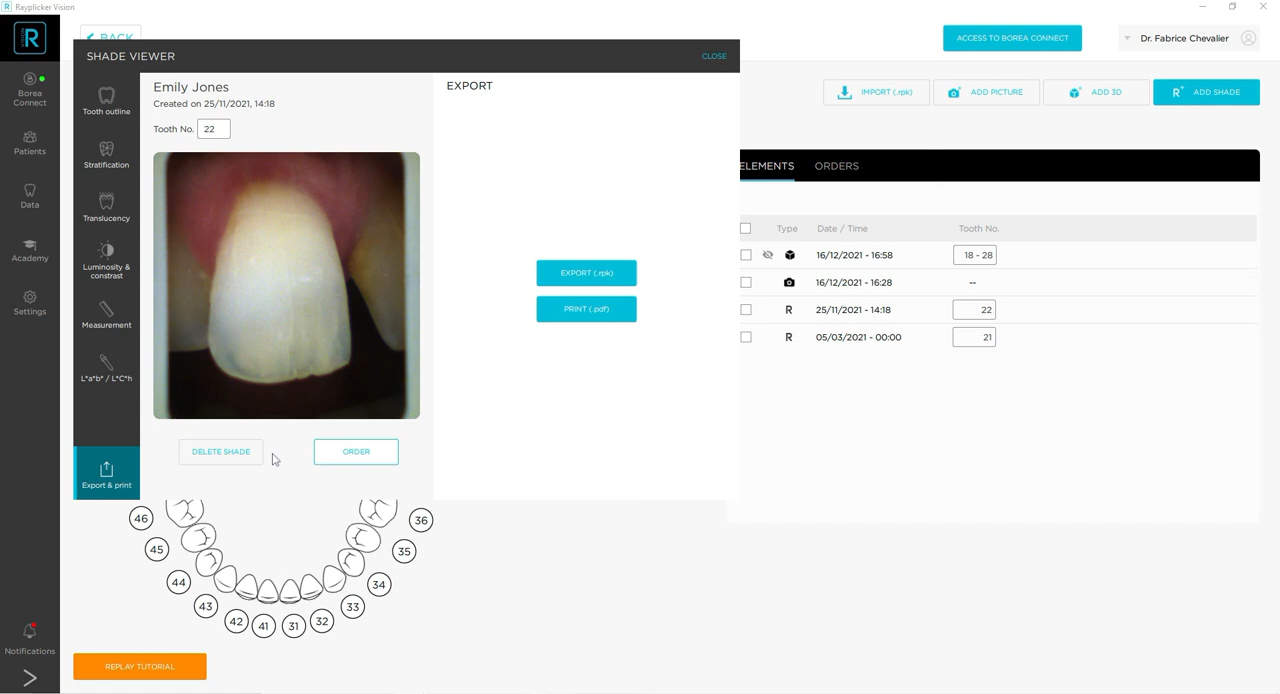 Rayplicker Vision
BACK
ACCESS TO BOREA CONNECT
Dr. Fabrice Chevalier
VISION
R
Borea
Connect
Patients
Data
Academy
Settings
Notifications
SHADE VIEWER
CLOSE
Tooth outline
Stratification
Translucency
Luminosity &
constrast
Measurement
L*a*b* / L*C*h
Export & print
Emily Jones
Created on 25/11/2021, 14:18
Tooth No. 22
DELETE SHADE
ORDER
EXPORT
EXPORT (.rpk)
PRINT (.pdf)
IMPORT (.rpk)
ADD PICTURE
ADD 3D
ADD SHADE
ELEMENTS
ORDERS
Type Date / Time Tooth No.
16/12/2021 - 16:58 18 - 28
16/12/2021 - 16:28 --
R 25/11/2021 - 14:18 22
R 05/03/2021 - 00:00 21
46
45
44
43
42
41
31
32
33
34
35
36
REPLAY TUTORIAL